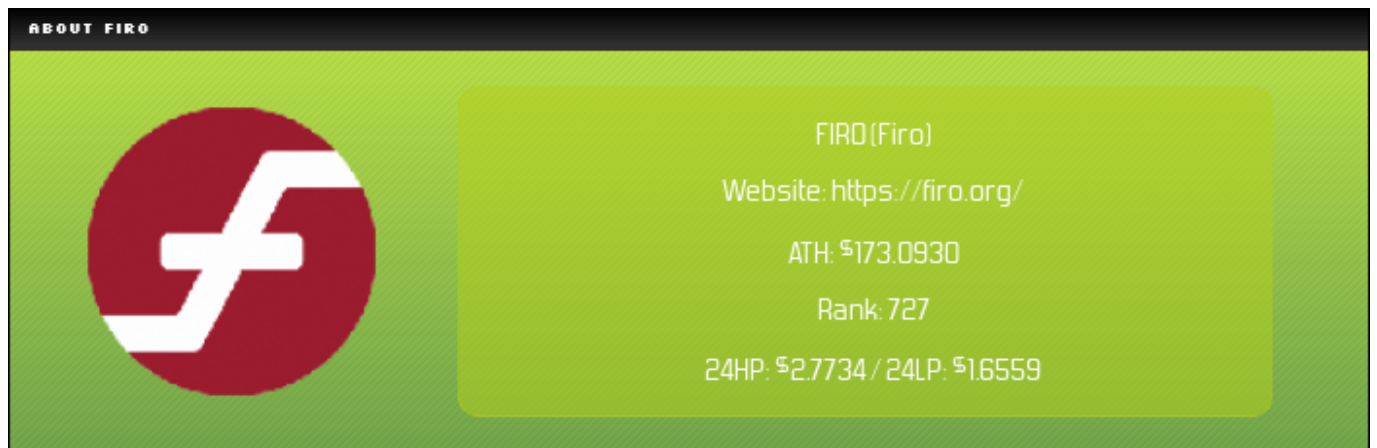 ABOUT FIRO
FIRO (Firo)
Website: https://firo.org/
ATH: $173.0930
Rank: 727
24HP: $2.7734 / 24LP: $1.6559